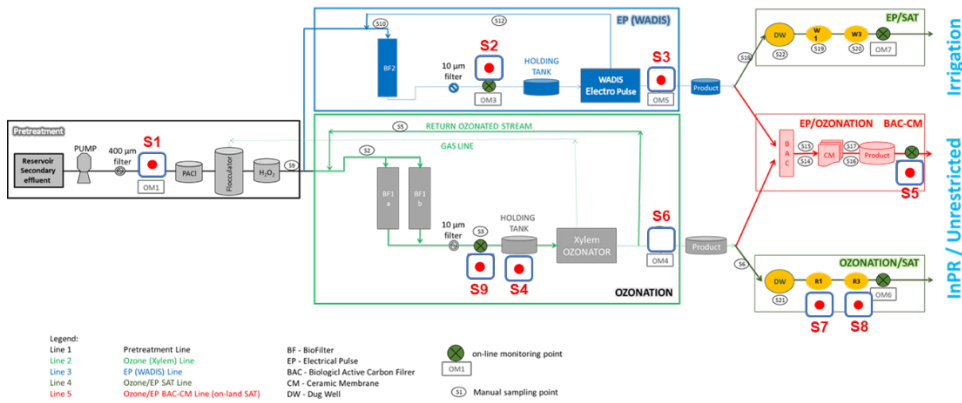 EP (WADIS)
S10
S12
BF2
10 µm
filter
S2
OM3
HOLDING
TANK
WADIS
Electro Pulse
S3
OM5
Product
EP/SAT
DW
W
1
W3
S22
S19
S20
OM7
Irrigation
Pretreatment
Reservoir
Secondary
effluent
PUMP
400 µm
filter
S1
OM1
PACl
Flocculator
H₂O₂
S9
S5
RETURN OZONATED STREAM
GAS LINE
S2
BF1
a
BF1
b
10 µm
filter
S3
S9
HOLDING
TANK
S4
Xylem
OZONATOR
S6
OM4
Product
OZONATION
EP/OZONATION BAC-CM
B
A
C
S15
S14
CM
S17
S16
Product
S5
InPR / Unrestricted
S6
OZONATION/SAT
DW
S21
R1
R3
OM6
S7
S8
Legend:
Line 1 Pretreatment Line
Line 2 Ozone (Xylem) Line
Line 3 EP (WADIS) Line
Line 4 Ozone/EP SAT Line
Line 5 Ozone/EP BAC-CM Line (on-land SAT)
BF - BioFilter
EP - Electrical Pulse
BAC - Biologicl Active Carbon Filrer
CM - Ceramic Membrane
DW - Dug Well
on-line monitoring point
OM1
S1 Manual sampling point